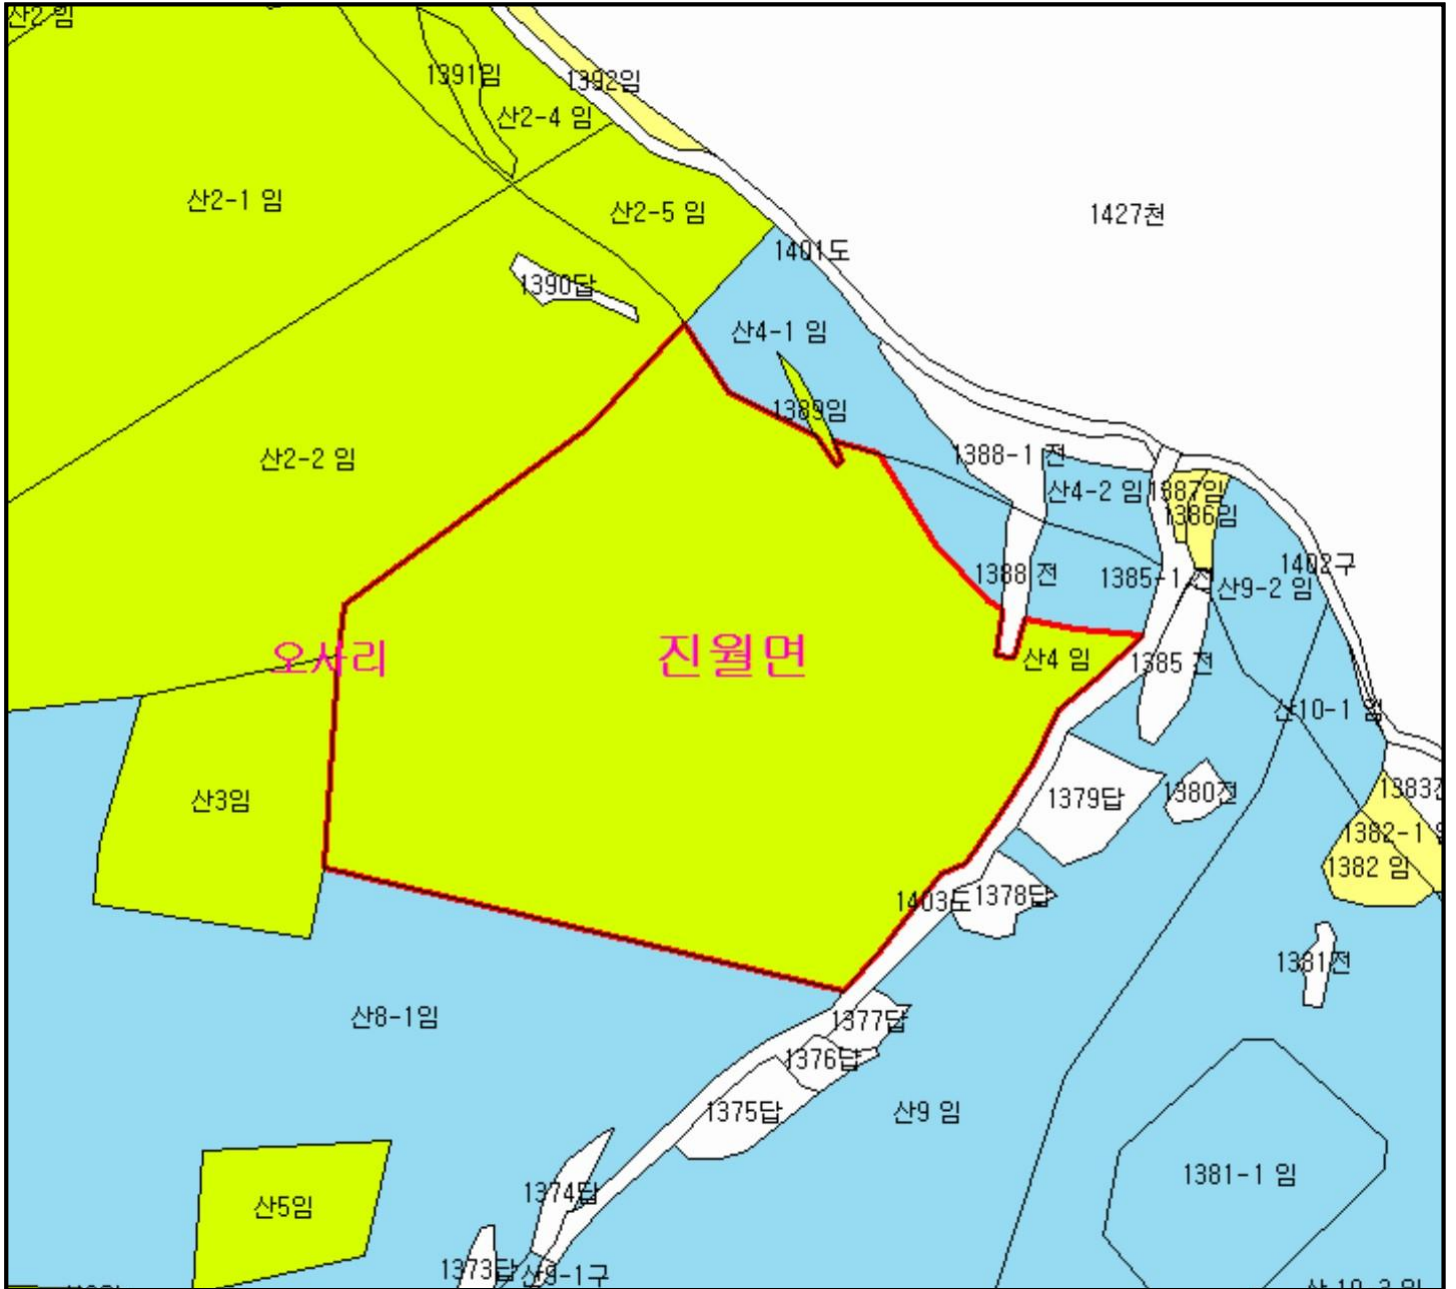 산2 임
1391임
1392임
산2-4 임
산2-1 임
산2-5 임
1427천
1401도
1390답
산4-1 임
1389임
산2-2 임
1388-1 전
산4-2 임
1387임
1386임
1402구
1388 전
1385-1 전
산9-2 임
오사리
진월면
산4 임
1385 전
산10-1 임
산3임
1379답
1380전
1383전
1382-1 임
1382 임
1403도
1378답
1381전
산8-1임
1377답
1376답
1375답
산9 임
1381-1 임
1374답
산5임
1373답
산9-1구